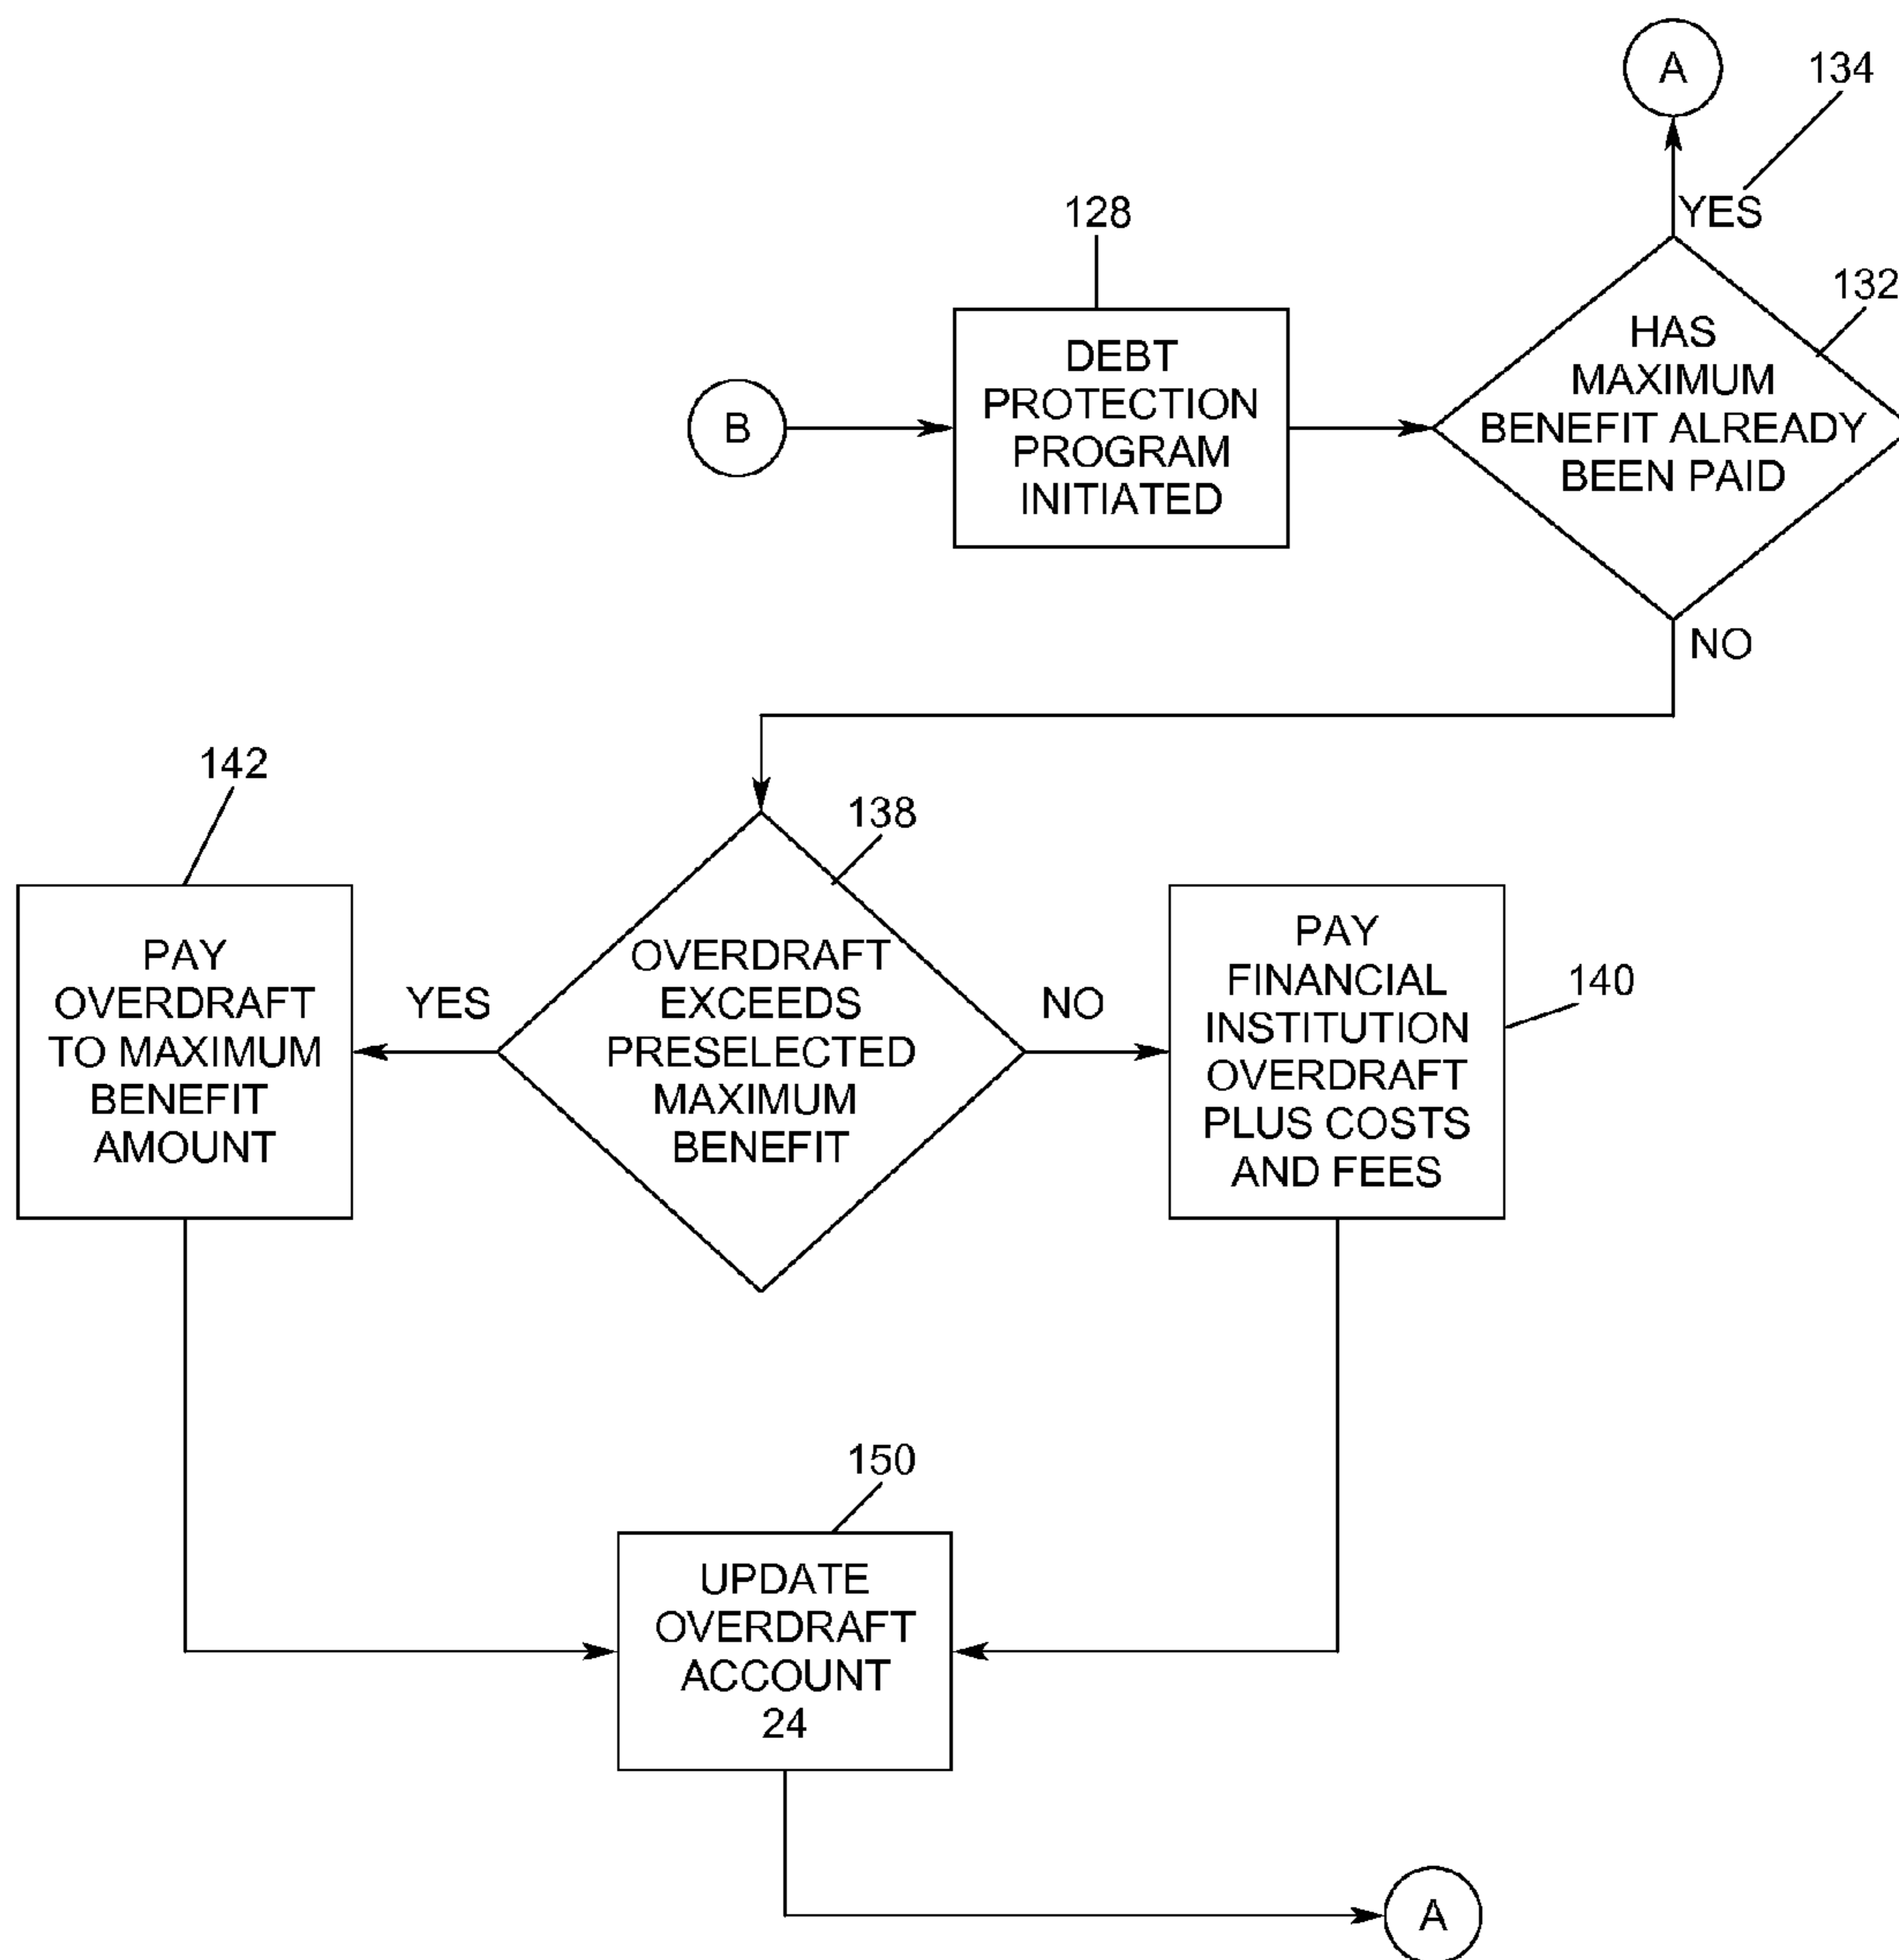 A
134
YES
128
132
DEBT
PROTECTION
PROGRAM
INITIATED
HAS
MAXIMUM
BENEFIT ALREADY
BEEN PAID
B
NO
142
138
PAY
OVERDRAFT
TO MAXIMUM
BENEFIT
AMOUNT
YES
OVERDRAFT
EXCEEDS
PRESELECTED
MAXIMUM
BENEFIT
NO
PAY
FINANCIAL
INSTITUTION
OVERDRAFT
PLUS COSTS
AND FEES
140
150
UPDATE
OVERDRAFT
ACCOUNT
24
A